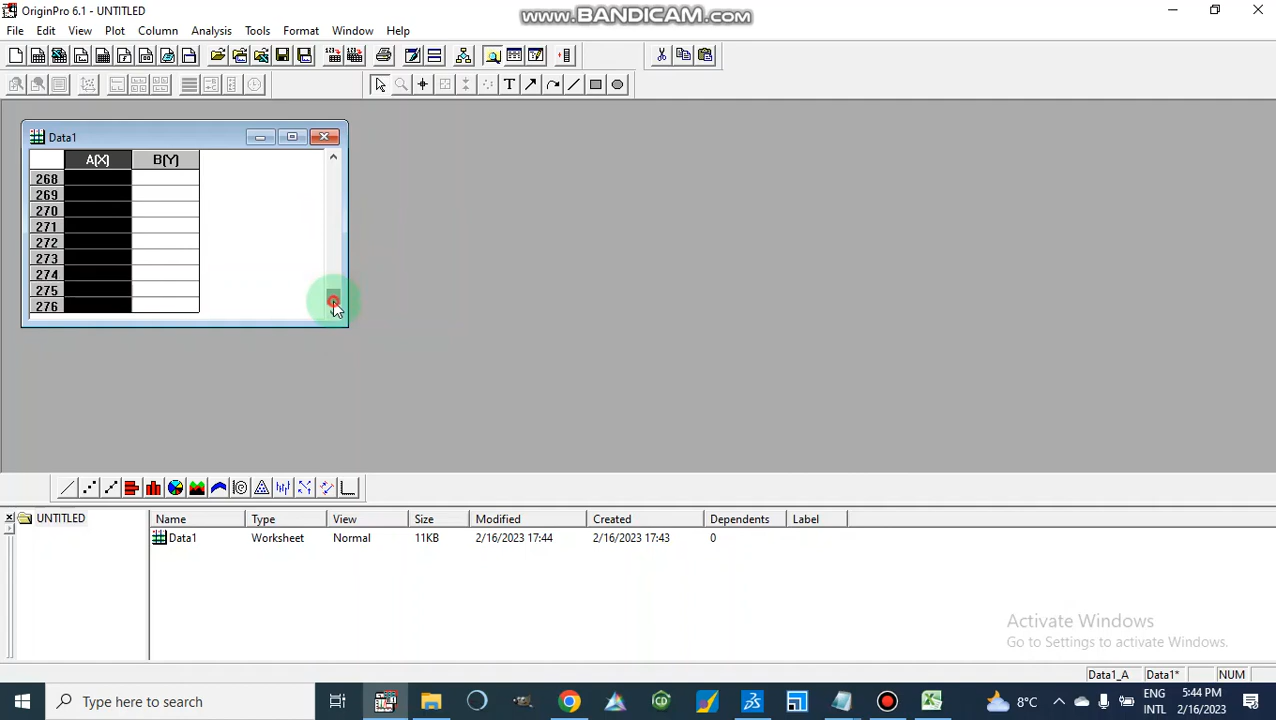 OriginPro 6.1 - UNTITLED
www.BANDICAM.com
File Edit View Plot Column Analysis Tools Format Window Help
Data1
A(X) B(Y)
268
269
270
271
272
273
274
275
276
UNTITLED
Name Type View Size Modified Created Dependents Label
Data1 Worksheet Normal 11KB 2/16/2023 17:44 2/16/2023 17:43 0
Activate Windows
Go to Settings to activate Windows.
Data1_A Data1* NUM
Type here to search
8°C
ENG
INTL
5:44 PM
2/16/2023